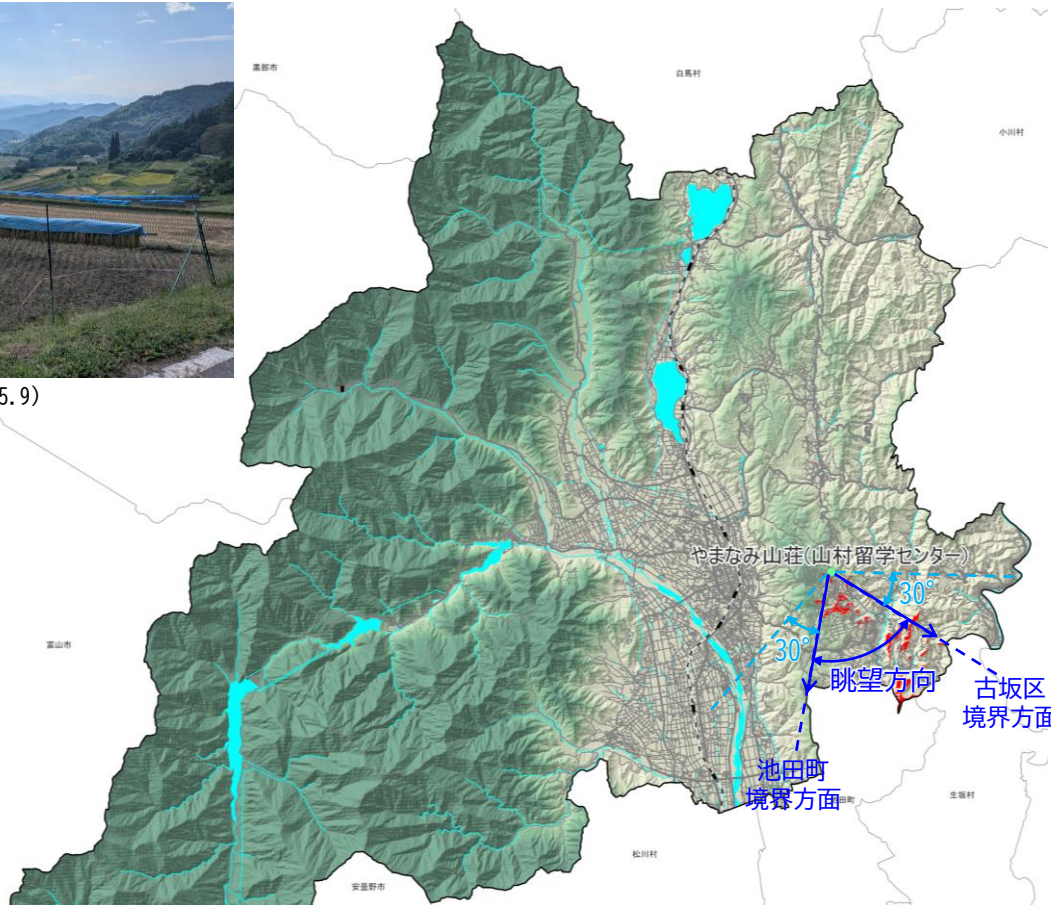 黒部市
白馬村
小川村
5.9)
やまなみ山荘(山村留学センター)
30°
30°
富山市
眺望方向
古坂区
境界方面
池田町
境界方面
田町
生坂村
松川村
安曇野市